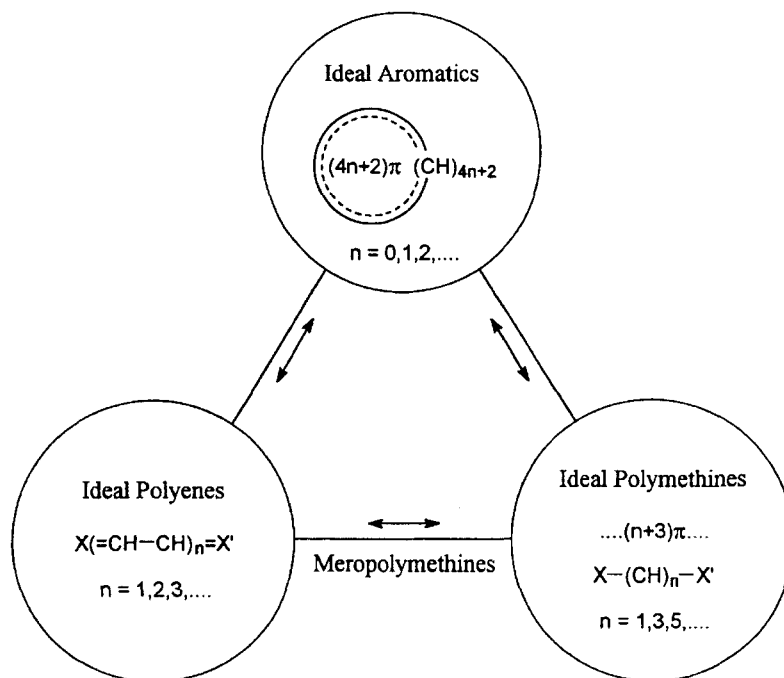 Ideal Aromatics
(4n+2)π (CH)₄ₙ₊₂
n = 0,1,2,....
Ideal Polyenes
X(=CH—CH)ₙ=X'
n = 1,2,3,....
Meropolymethines
Ideal Polymethines
....(n+3)π....
X—(CH)ₙ—X'
n = 1,3,5,....